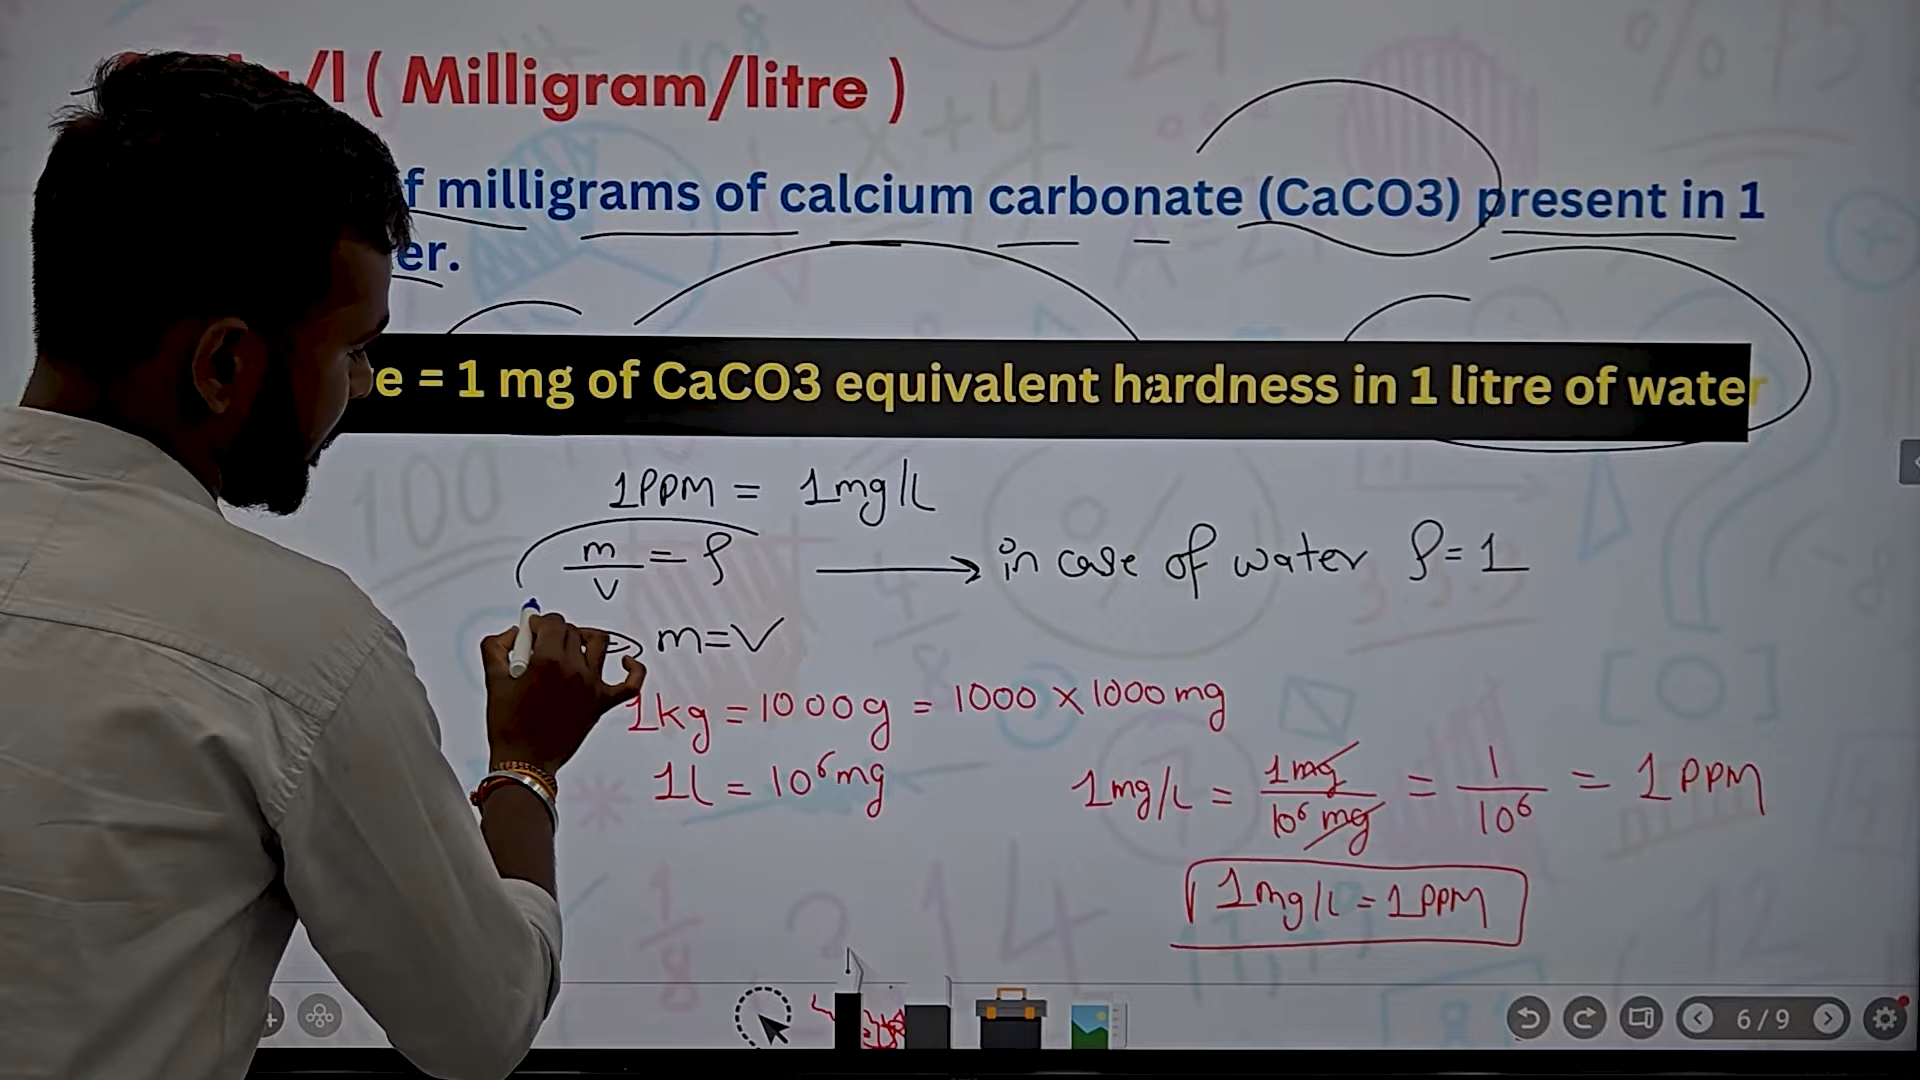 /l ( Milligram/litre )
f milligrams of calcium carbonate (CaCO3) present in 1
er.
e = 1 mg of CaCO3 equivalent hardness in 1 litre of water
1PPM = 1mg/L
m/v = ρ → in case of water ρ = 1
⇒ m = V
1kg = 1000g = 1000 × 1000 mg
1l = 10⁶ mg
1mg/L = 1mg/10⁶ mg = 1/10⁶ = 1 PPM
1mg/L = 1PPM
6 / 9